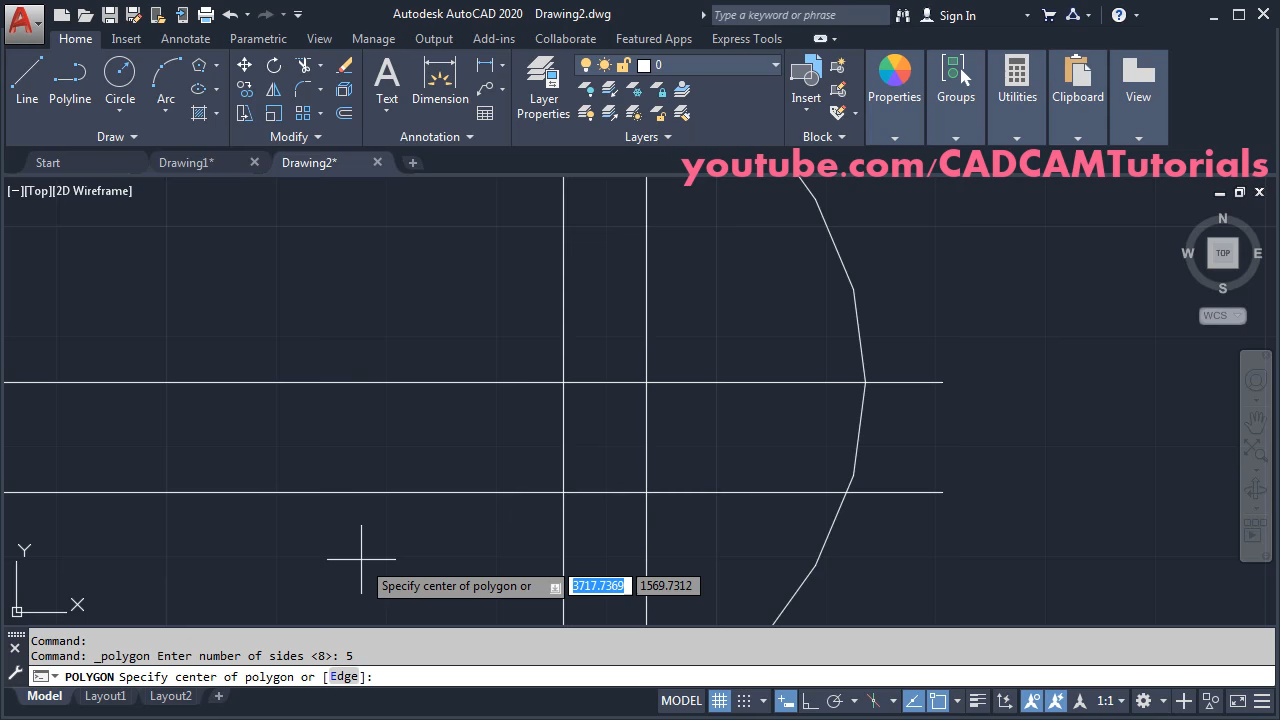 Autodesk AutoCAD 2020 Drawing2.dwg
Type a keyword or phrase
Sign In
Home Insert Annotate Parametric View Manage Output Add-ins Collaborate Featured Apps Express Tools
Line Polyline Circle Arc
Text Dimension
Layer
Properties
0
Insert
Properties Groups Utilities Clipboard View
Draw Modify Annotation Layers Block
Start Drawing1* Drawing2*
youtube.com/CADCAMTutorials
[−][Top][2D Wireframe]
N
W TOP E
S
WCS
Y
X
Specify center of polygon or 3717.7369 1569.7312
Command:
Command: _polygon Enter number of sides <8>: 5
POLYGON Specify center of polygon or [Edge]:
Model Layout1 Layout2
MODEL 1:1